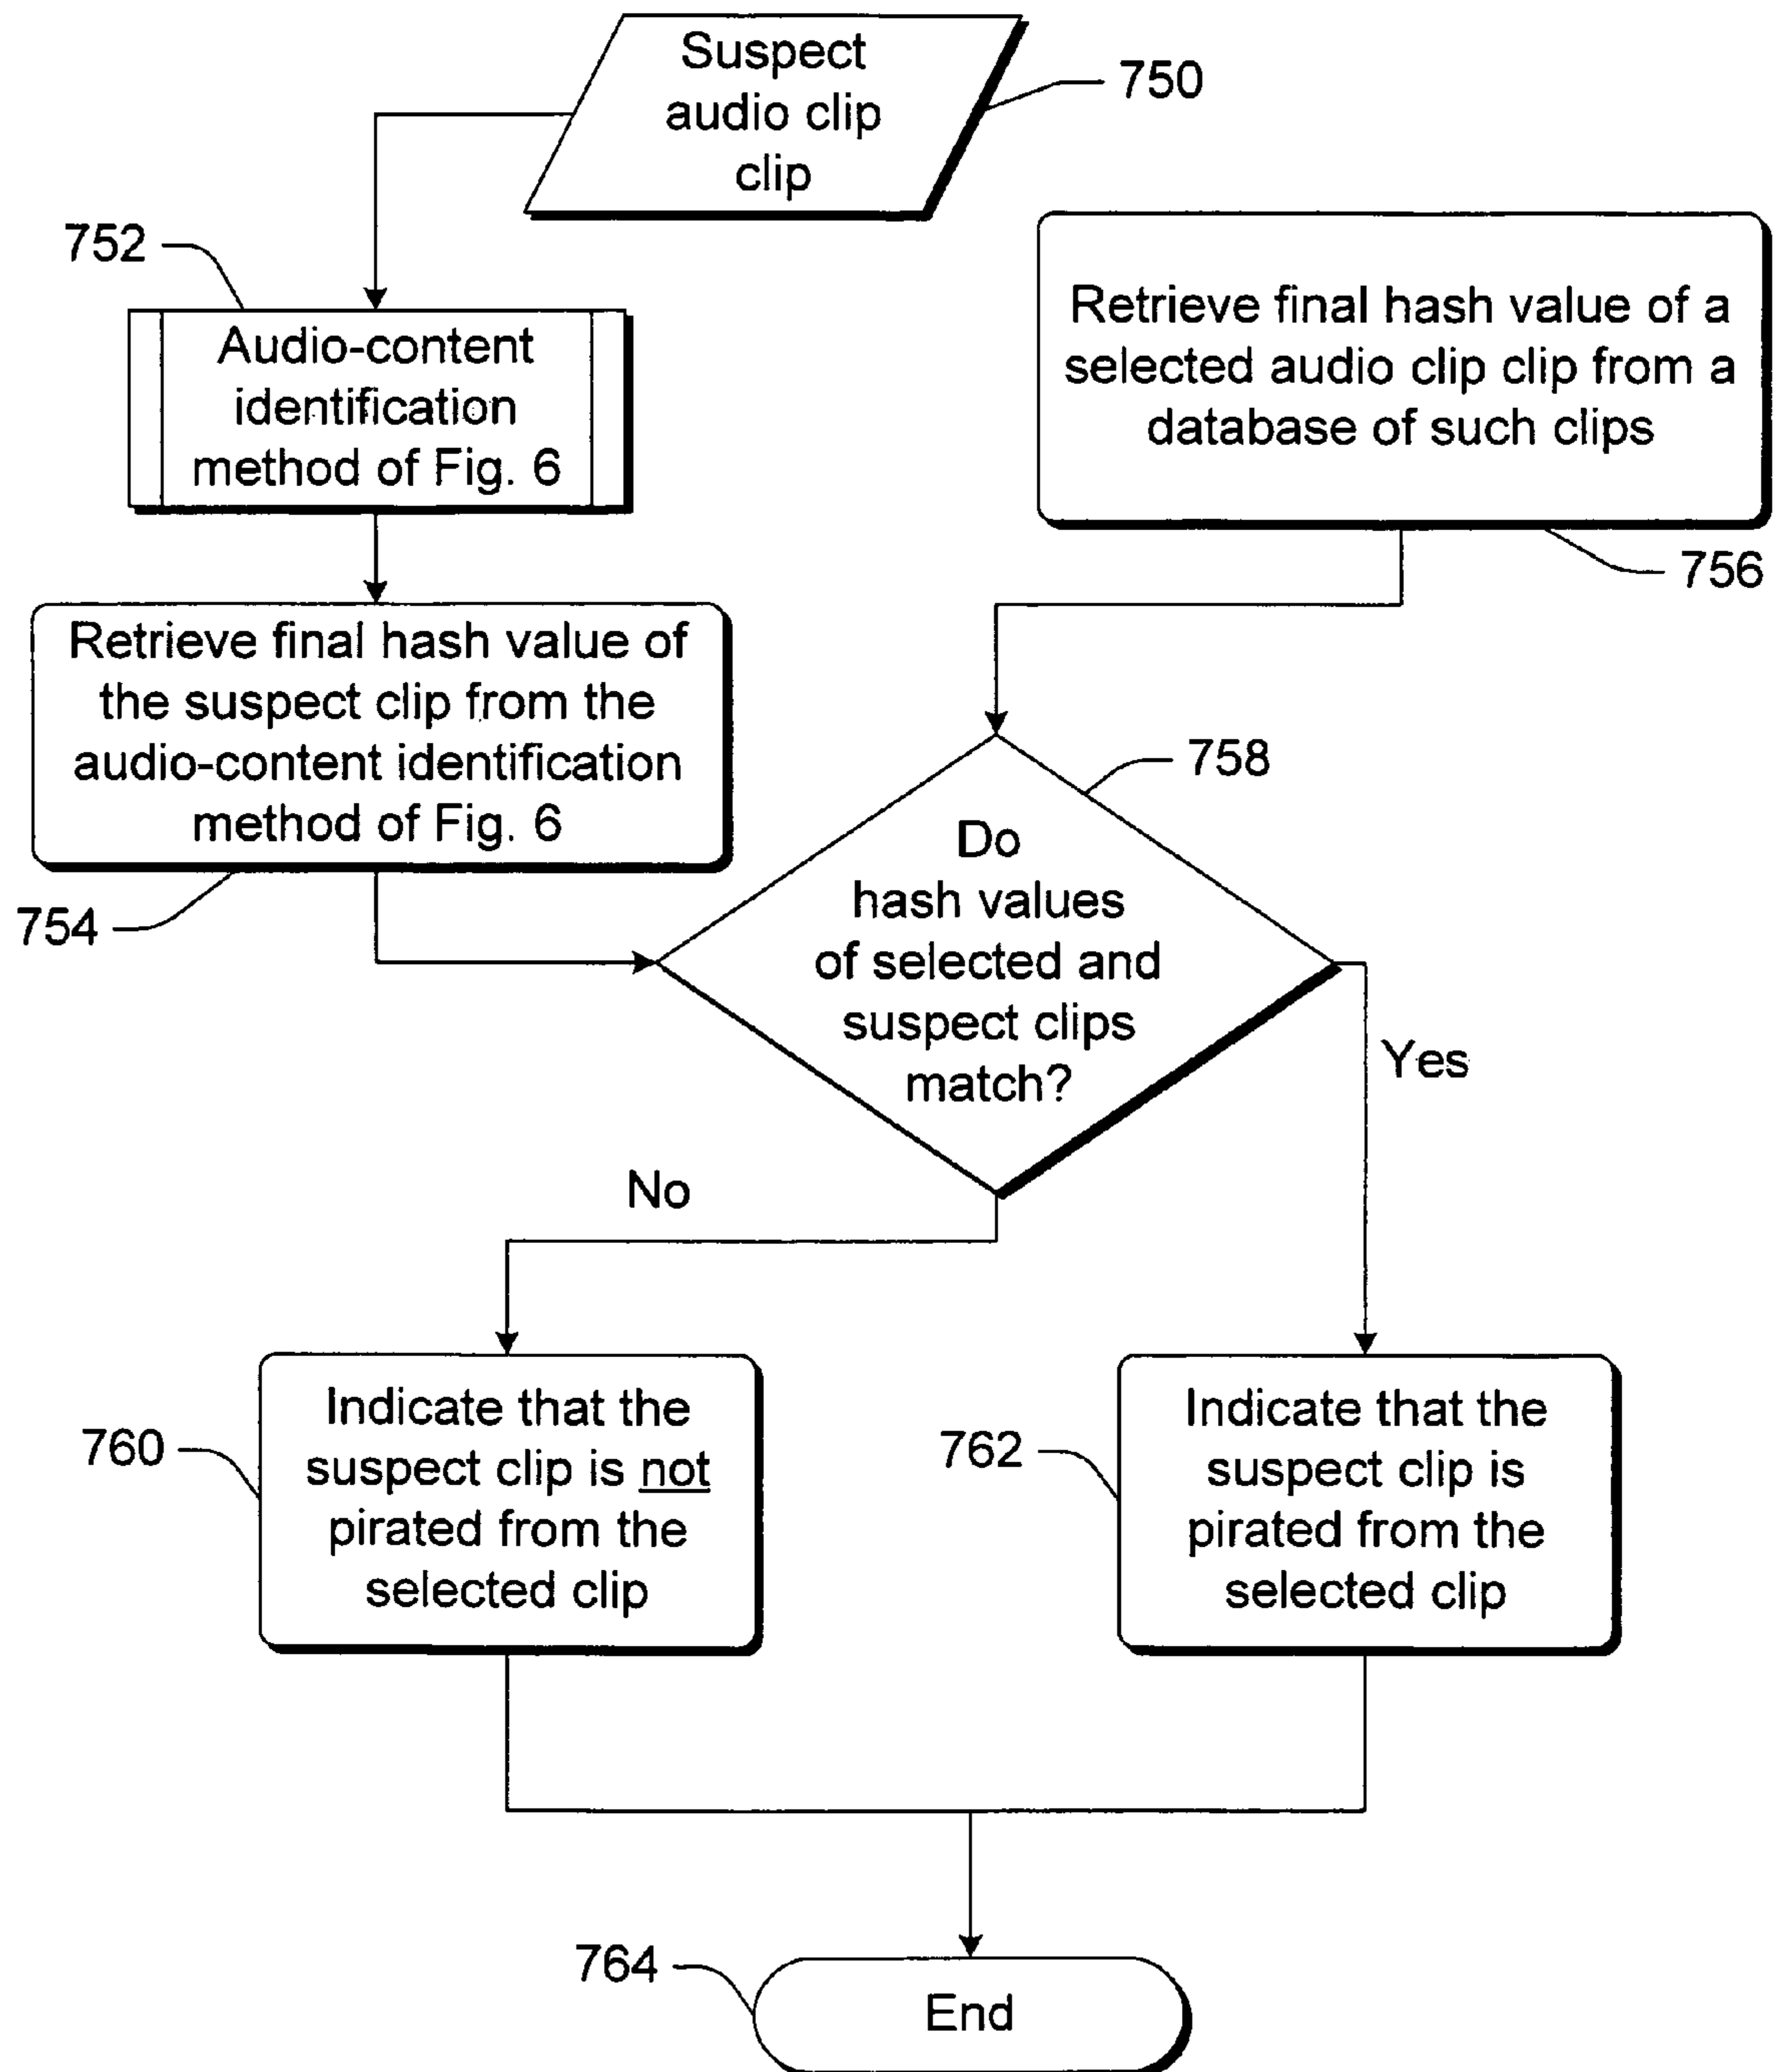 Suspect
audio clip
clip
750
752
Audio-content
identification
method of Fig. 6
Retrieve final hash value of a
selected audio clip clip from a
database of such clips
756
Retrieve final hash value of
the suspect clip from the
audio-content identification
method of Fig. 6
754
758
Do
hash values
of selected and
suspect clips
match?
Yes
No
760
Indicate that the
suspect clip is not
pirated from the
selected clip
762
Indicate that the
suspect clip is
pirated from the
selected clip
764
End